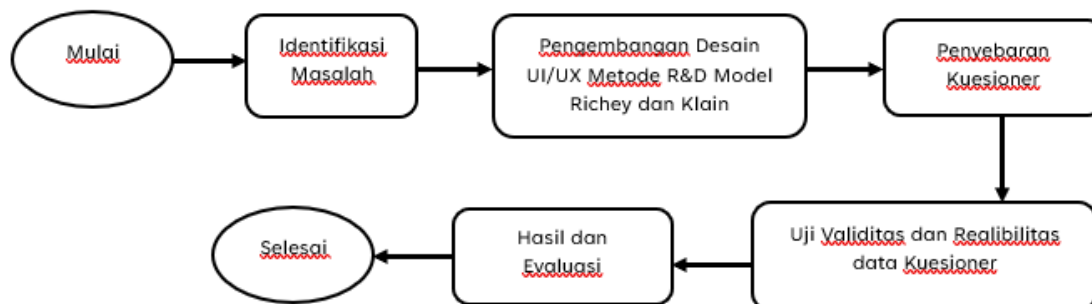 Mulai
Identifikasi
Masalah
Pengembangan Desain
UI/UX Metode R&D Model
Richey dan Klain
Penyebaran
Kuesioner
Uji Validitas dan Realibilitas
data Kuesioner
Hasil dan
Evaluasi
Selesai